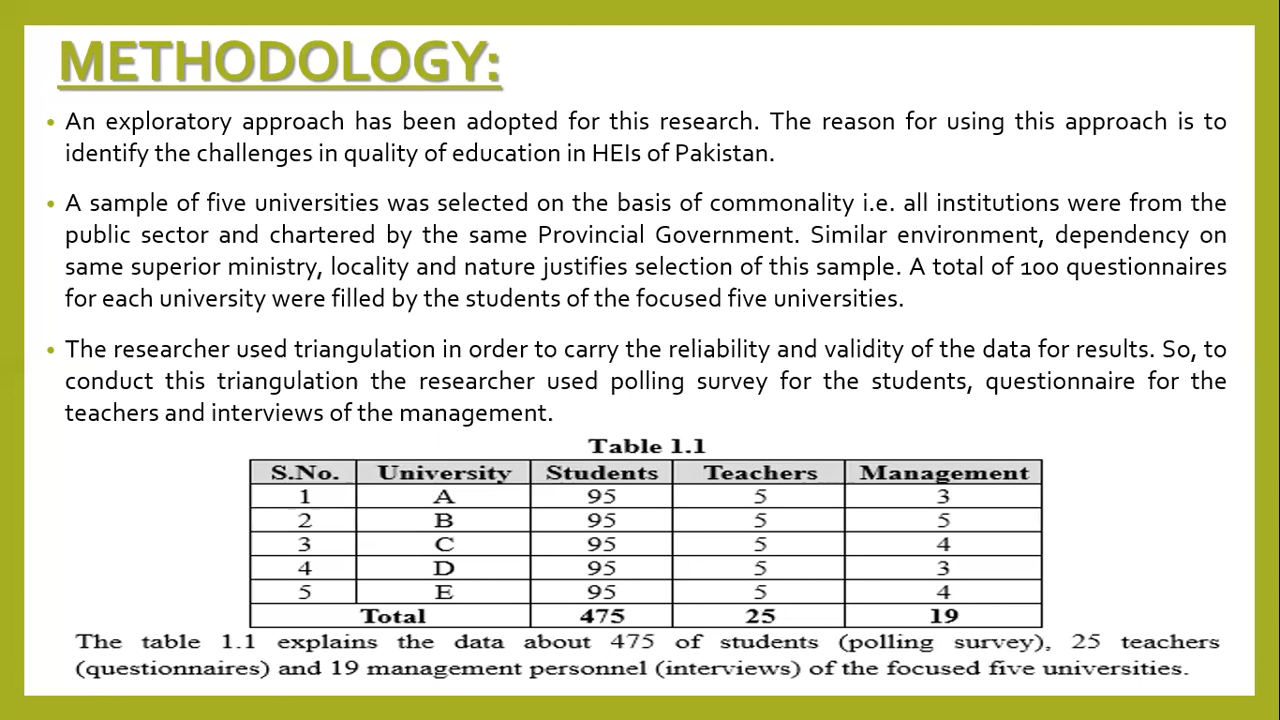 METHODOLOGY:
• An exploratory approach has been adopted for this research. The reason for using this approach is to
identify the challenges in quality of education in HEIs of Pakistan.
• A sample of five universities was selected on the basis of commonality i.e. all institutions were from the
public sector and chartered by the same Provincial Government. Similar environment, dependency on
same superior ministry, locality and nature justifies selection of this sample. A total of 100 questionnaires
for each university were filled by the students of the focused five universities.
• The researcher used triangulation in order to carry the reliability and validity of the data for results. So, to
conduct this triangulation the researcher used polling survey for the students, questionnaire for the
teachers and interviews of the management.
Table 1.1
S.No. University Students Teachers Management
1 A 95 5 3
2 B 95 5 5
3 C 95 5 4
4 D 95 5 3
5 E 95 5 4
Total 475 25 19
The table 1.1 explains the data about 475 of students (polling survey), 25 teachers
(questionnaires) and 19 management personnel (interviews) of the focused five universities.